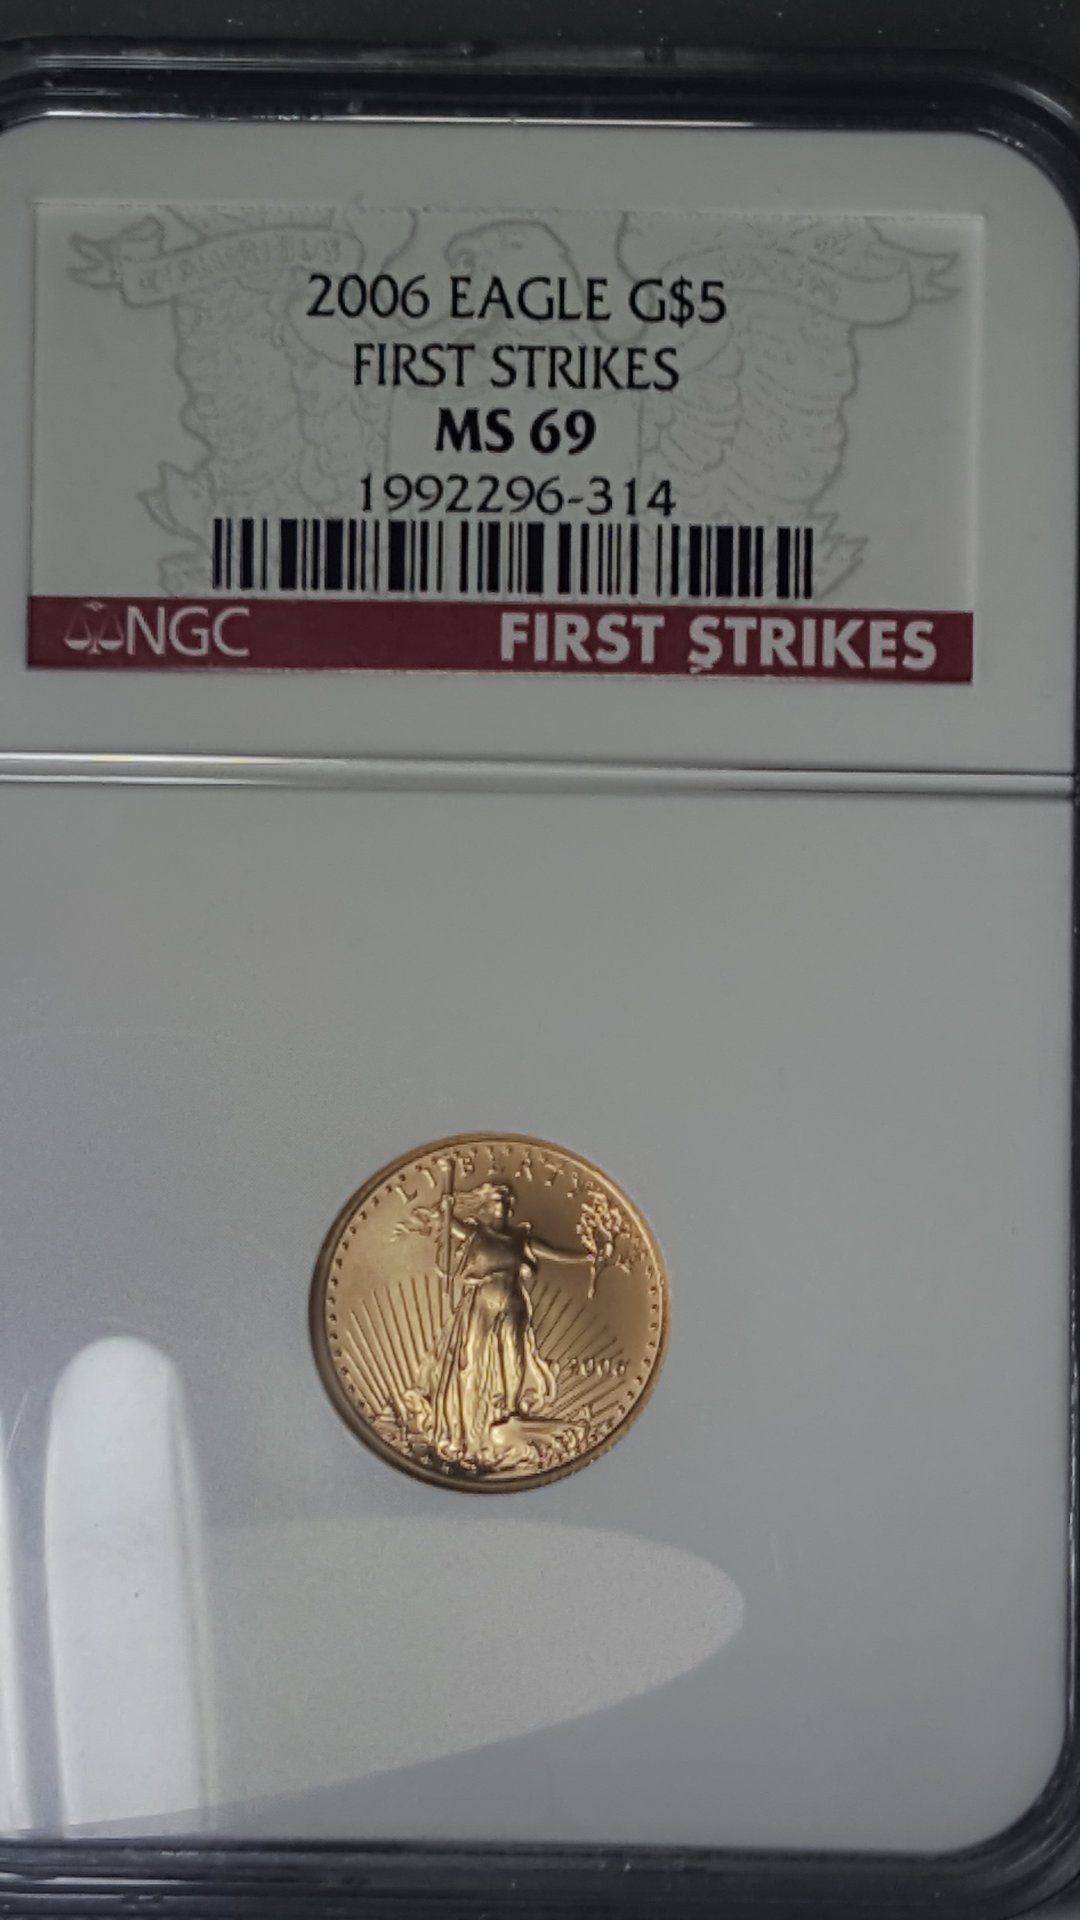 2006 EAGLE G$5
FIRST STRIKES
MS 69
1992296-314
NGC
FIRST STRIKES
LIBERTY
2006